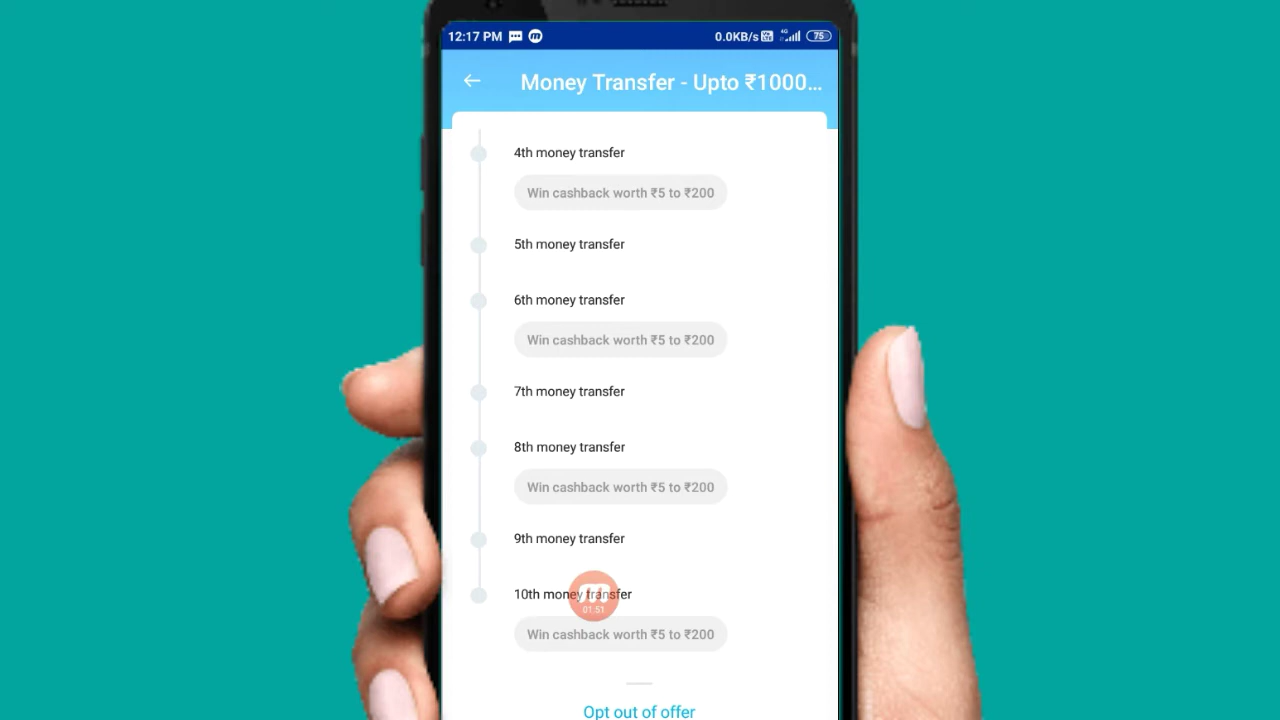 12:17 PM 0.0KB/s 4G 75
Money Transfer - Upto ₹1000...
4th money transfer
Win cashback worth ₹5 to ₹200
5th money transfer
6th money transfer
Win cashback worth ₹5 to ₹200
7th money transfer
8th money transfer
Win cashback worth ₹5 to ₹200
9th money transfer
10th money transfer
01:51
Win cashback worth ₹5 to ₹200
Opt out of offer